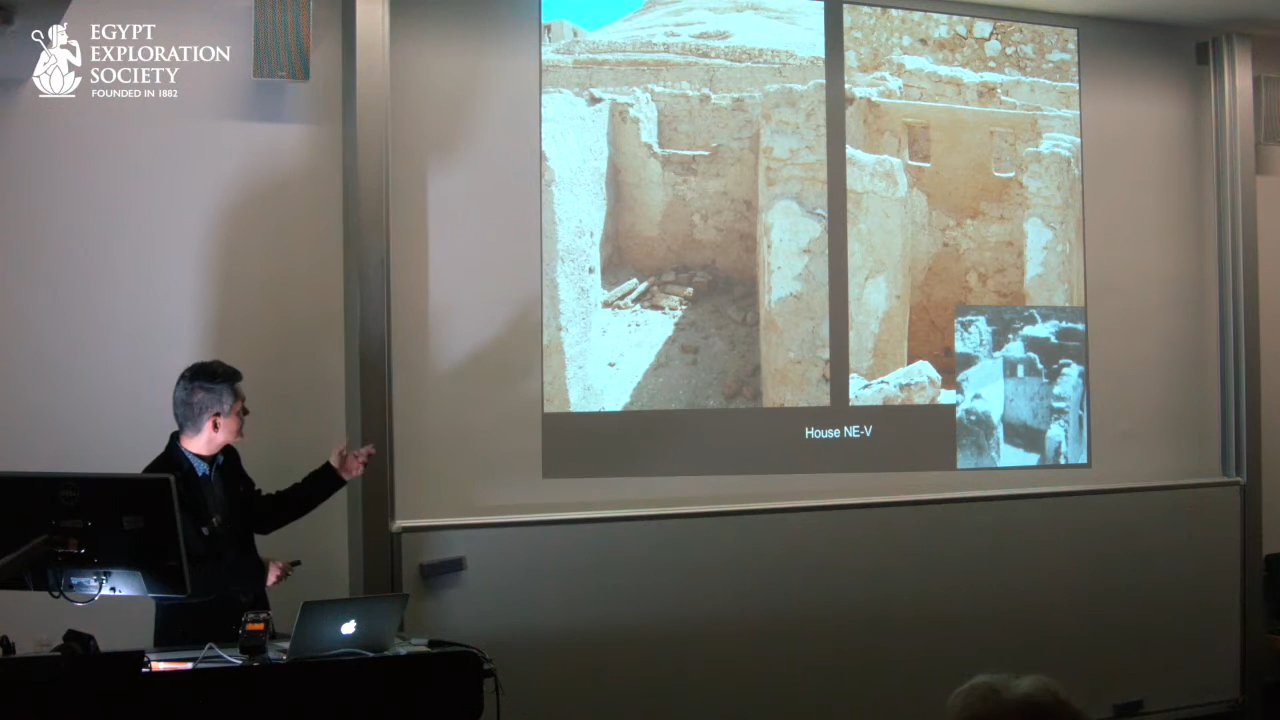 EGYPT
EXPLORATION
SOCIETY
FOUNDED IN 1882
House NE-V